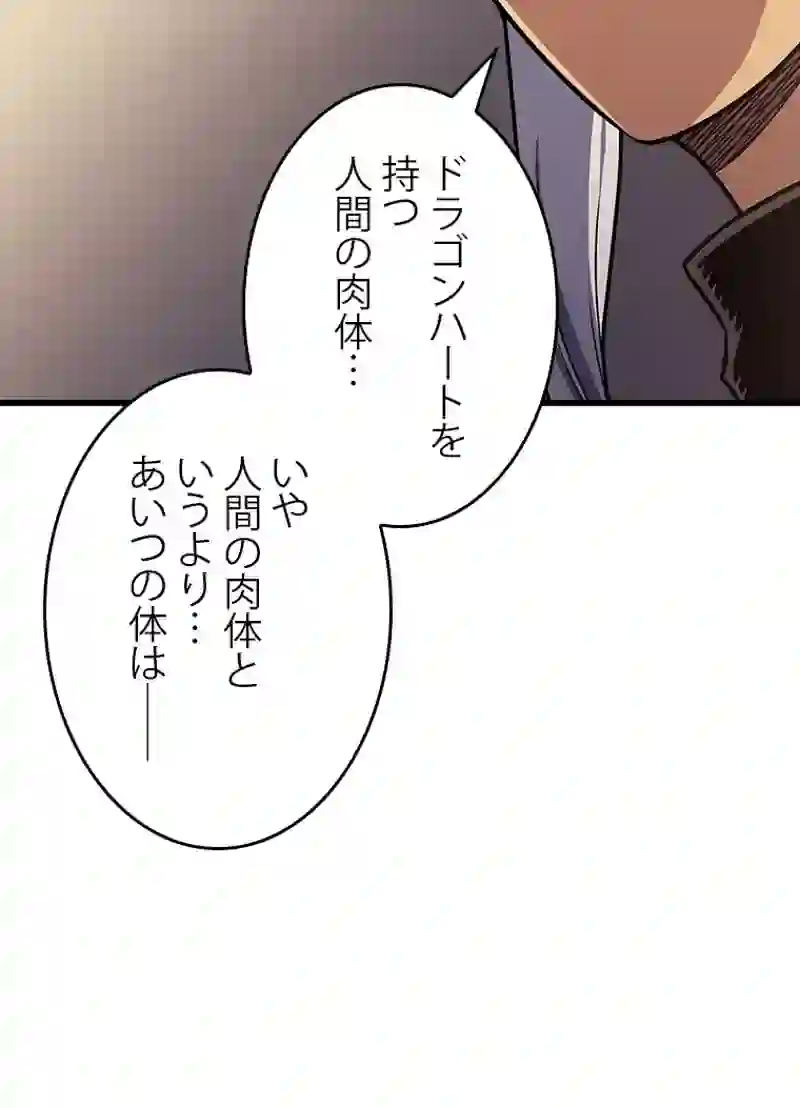 ドラゴンハートを
持つ
人間の肉体…
いや
人間の肉体と
いうより…
あいつの体は――